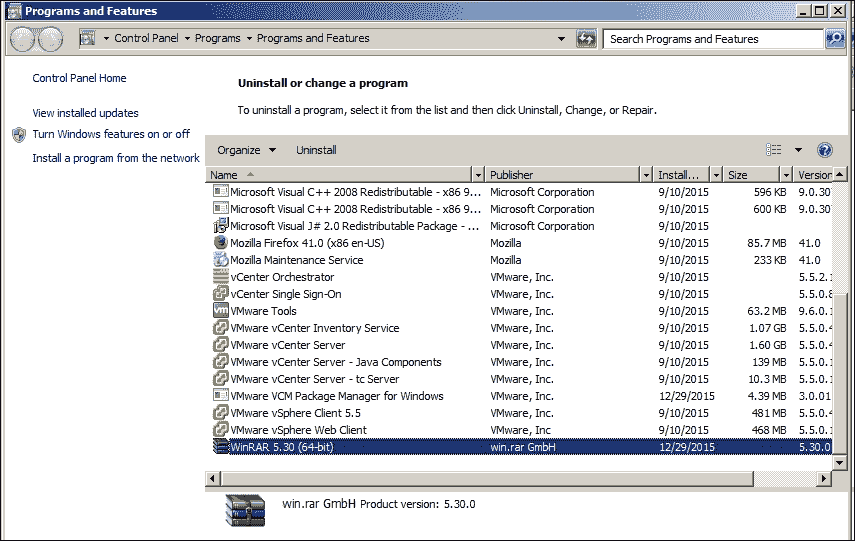 Programs and Features
Control Panel Programs Programs and Features Search Programs and Features
Control Panel Home
View installed updates
Turn Windows features on or off
Install a program from the network
Uninstall or change a program
To uninstall a program, select it from the list and then click Uninstall, Change, or Repair.
Organize Uninstall
Name Publisher Install... Size Version
Microsoft Visual C++ 2008 Redistributable - x86 9... Microsoft Corporation 9/10/2015 596 KB 9.0.307
Microsoft Visual C++ 2008 Redistributable - x86 9... Microsoft Corporation 9/10/2015 600 KB 9.0.307
Microsoft Visual J# 2.0 Redistributable Package - ... Microsoft Corporation 9/10/2015
Mozilla Firefox 41.0 (x86 en-US) Mozilla 9/10/2015 85.7 MB 41.0
Mozilla Maintenance Service Mozilla 9/10/2015 233 KB 41.0
vCenter Orchestrator VMware, Inc. 9/10/2015 5.5.2.1
vCenter Single Sign-On VMware, Inc. 9/10/2015 5.5.0.8
VMware Tools VMware, Inc. 9/10/2015 63.2 MB 9.6.0.1
VMware vCenter Inventory Service VMware, Inc. 9/10/2015 1.07 GB 5.5.0.4
VMware vCenter Server VMware, Inc. 9/10/2015 1.60 GB 5.5.0.4
VMware vCenter Server - Java Components VMware, Inc. 9/10/2015 139 MB 5.5.0.1
VMware vCenter Server - tc Server VMware, Inc. 9/10/2015 10.3 MB 5.5.0.1
VMware VCM Package Manager for Windows VMware, Inc. 12/29/2015 4.39 MB 3.0.01
VMware vSphere Client 5.5 VMware, Inc. 9/10/2015 481 MB 5.5.0.4
VMware vSphere Web Client VMware, Inc 9/10/2015 468 MB 5.5.0.1
WinRAR 5.30 (64-bit) win.rar GmbH 12/29/2015 5.30.0
win.rar GmbH Product version: 5.30.0